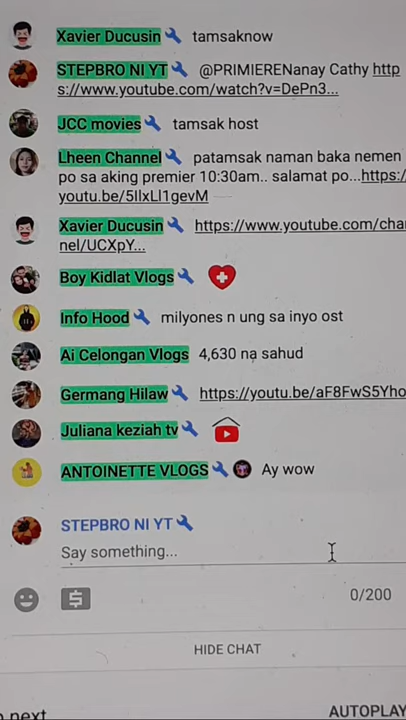 Xavier Ducusin tamsaknow
STEPBRO NI YT @PRIMIERENanay Cathy http
s://www.youtube.com/watch?v=DePn3...
JCC movies tamsak host
Lheen Channel patamsak naman baka nemen
po sa aking premier 10:30am.. salamat po...https:/
youtu.be/5IIxLl1gevM
Xavier Ducusin https://www.youtube.com/cha
nel/UCXpY...
Boy Kidlat Vlogs
Info Hood milyones n ung sa inyo ost
Ai Celongan Vlogs 4,630 na sahud
Germang Hilaw https://youtu.be/aF8FwS5Yho
Juliana keziah tv
ANTOINETTE VLOGS Ay wow
STEPBRO NI YT
Say something...
0/200
HIDE CHAT
next
AUTOPLAY